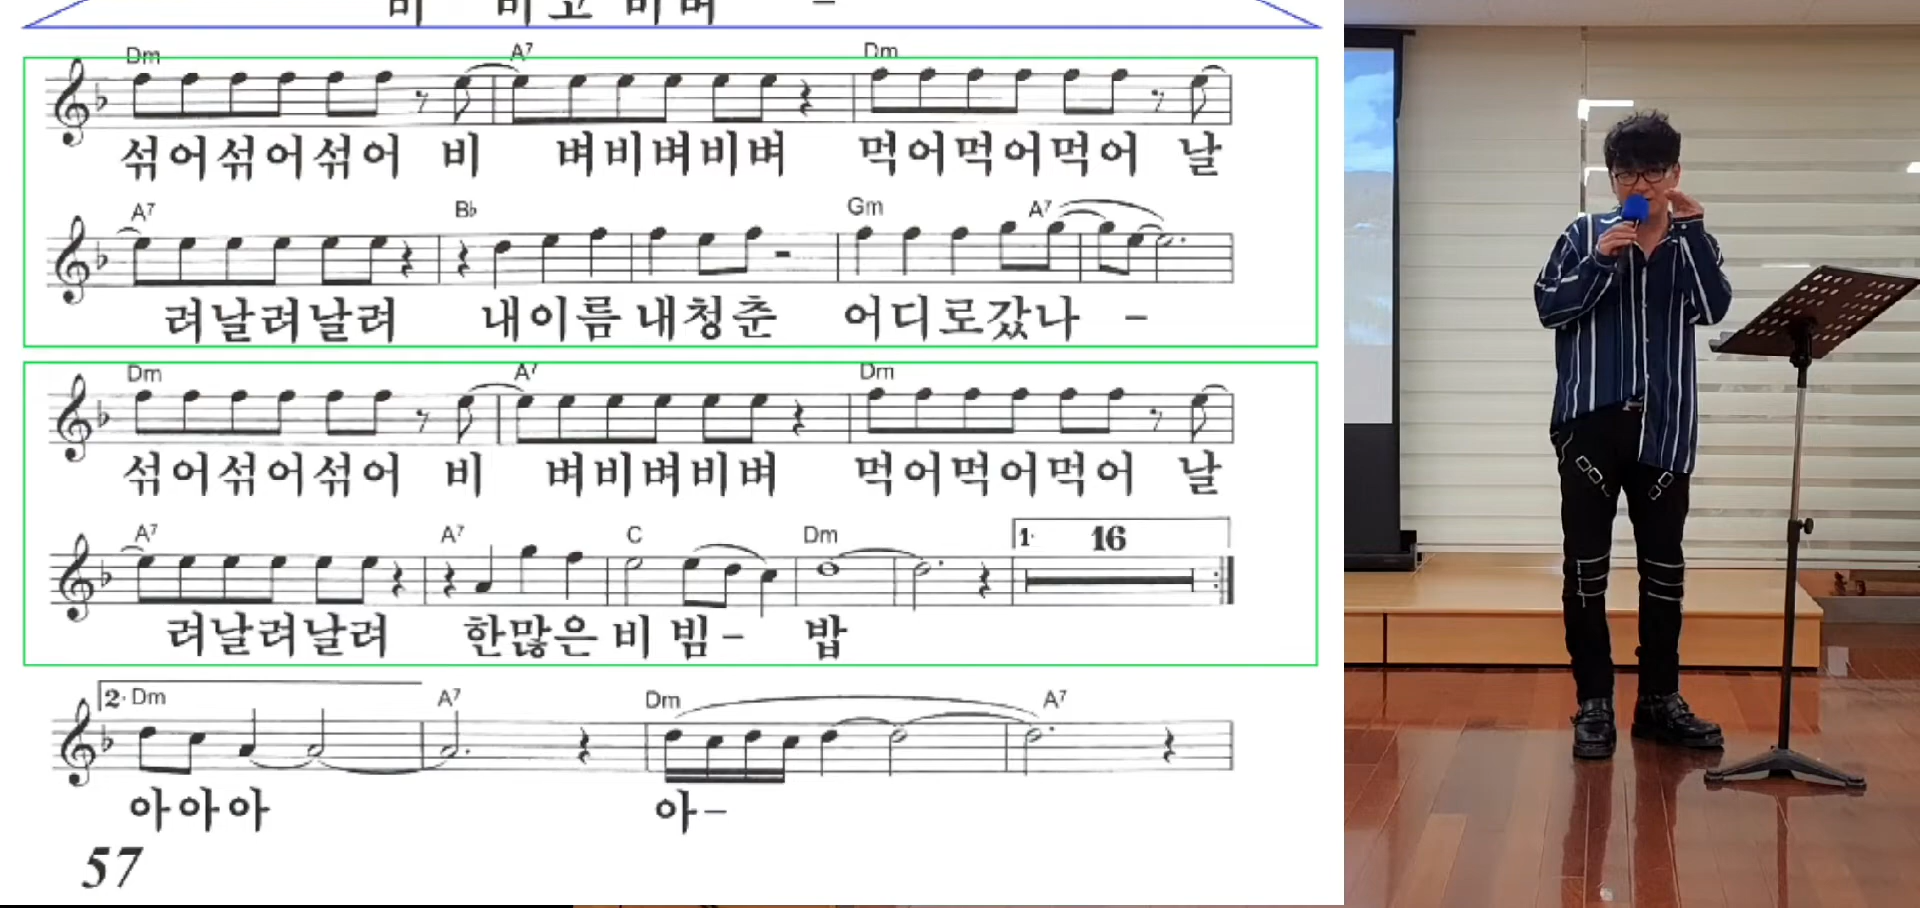 Dm A7 Dm
섞어섞어섞어 비 벼비벼비벼 먹어먹어먹어 날
A7 B♭ Gm A7
려날려날려 내이름 내청춘 어디로갔나 –
Dm A7 Dm
섞어섞어섞어 비 벼비벼비벼 먹어먹어먹어 날
A7 A7 C Dm 1. 16
려날려날려 한많은 비 빔– 밥
2. Dm A7 Dm A7
아아아 아–
57